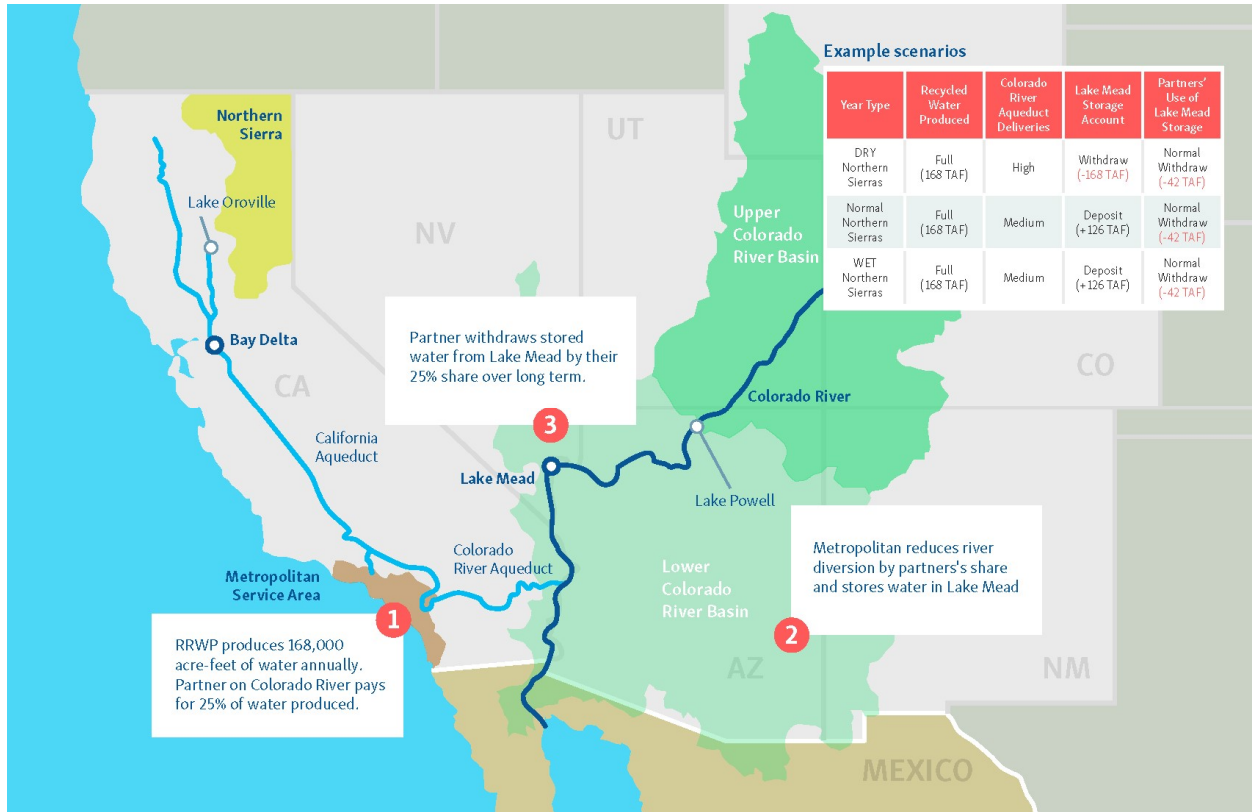 Example scenarios
Year Type
Recycled
Water
Produced
Colorado
River
Aqueduct
Deliveries
Lake Mead
Storage
Account
Partners'
Use of
Lake Mead
Storage
DRY
Northern
Sierras
Full
(168 TAF)
High
Withdraw
(-168 TAF)
Normal
Withdraw
(-42 TAF)
Normal
Northern
Sierras
Full
(168 TAF)
Medium
Deposit
(+126 TAF)
Normal
Withdraw
(-42 TAF)
WET
Northern
Sierras
Full
(168 TAF)
Medium
Deposit
(+126 TAF)
Normal
Withdraw
(-42 TAF)
Northern
Sierra
UT
Lake Oroville
NV
Upper
Colorado
River Basin
Bay Delta
CA
Partner withdraws stored
water from Lake Mead by their
25% share over long term.
3
CO
Colorado River
California
Aqueduct
Lake Mead
Lake Powell
Colorado
River Aqueduct
Metropolitan
Service Area
Lower
Colorado
River Basin
Metropolitan reduces river
diversion by partners's share
and stores water in Lake Mead
2
1
RRWP produces 168,000
acre-feet of water annually.
Partner on Colorado River pays
for 25% of water produced.
AZ
NM
MEXICO